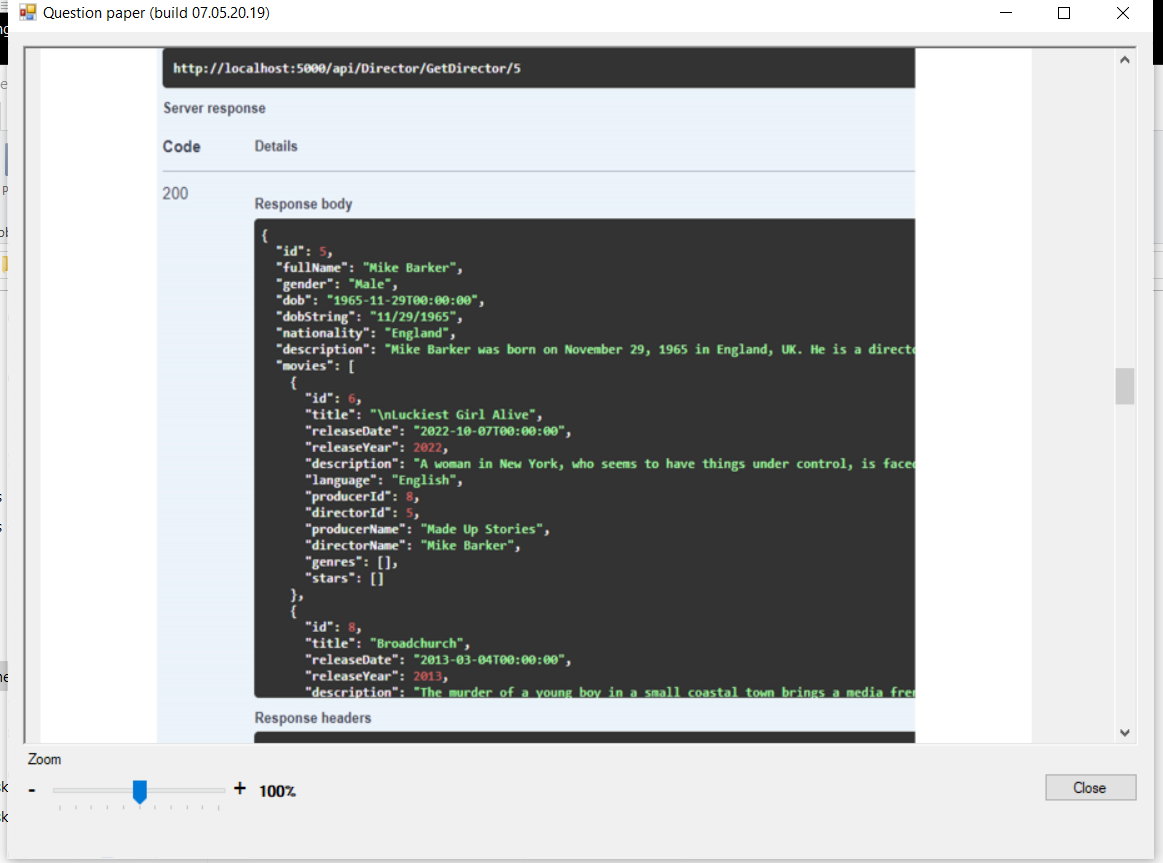 Question paper (build 07.05.20.19)
http://localhost:5000/api/Director/GetDirector/5
Server response
Code Details
200
Response body
{
"id": 5,
"fullName": "Mike Barker",
"gender": "Male",
"dob": "1965-11-29T00:00:00",
"dobString": "11/29/1965",
"nationality": "England",
"description": "Mike Barker was born on November 29, 1965 in England, UK. He is a directo
"movies": [
{
"id": 6,
"title": "\nLuckiest Girl Alive",
"releaseDate": "2022-10-07T00:00:00",
"releaseYear": 2022,
"description": "A woman in New York, who seems to have things under control, is faced
"language": "English",
"producerId": 8,
"directorId": 5,
"producerName": "Made Up Stories",
"directorName": "Mike Barker",
"genres": [],
"stars": []
},
{
"id": 8,
"title": "Broadchurch",
"releaseDate": "2013-03-04T00:00:00",
"releaseYear": 2013,
"description": "The murder of a young boy in a small coastal town brings a media fren
Response headers
Zoom
- + 100%
Close